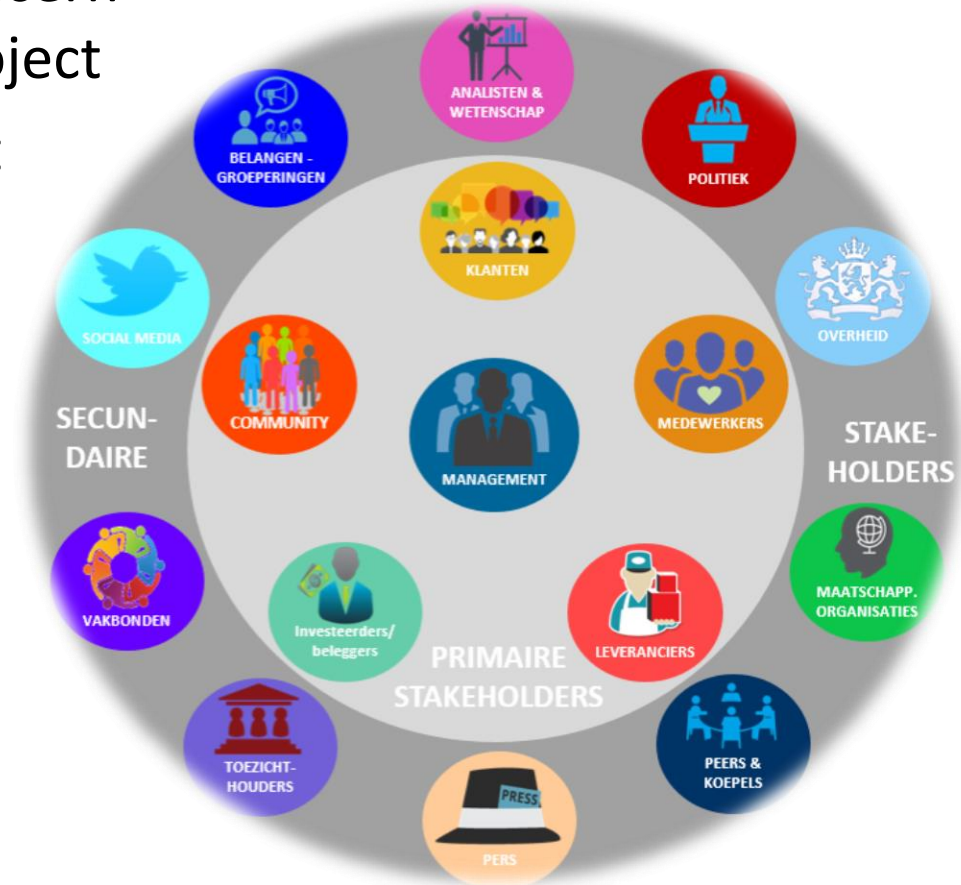 ANALISTEN &
WETENSCHAP
BELANGEN -
GROEPERINGEN
POLITIEK
KLANTEN
SOCIAL MEDIA
OVERHEID
COMMUNITY
MEDEWERKERS
SECUN-
DAIRE
MANAGEMENT
STAKE-
HOLDERS
VAKBONDEN
Investeerders/
beleggers
LEVERANCIERS
MAATSCHAPP.
ORGANISATIES
PRIMAIRE
STAKEHOLDERS
TOEZICHT-
HOUDERS
PEERS &
KOEPELS
PRESS
PERS